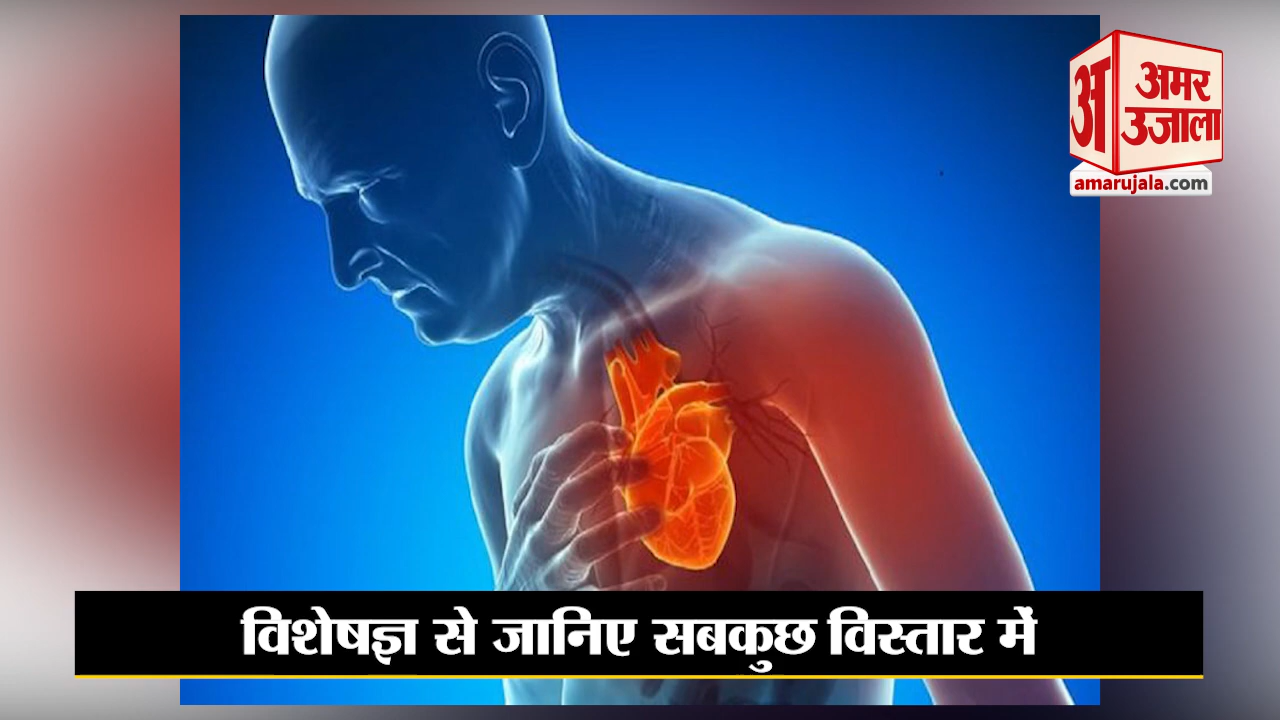 अ
अमर
उजाला
amarujala.com
विशेषज्ञ से जानिए सबकुछ विस्तार में